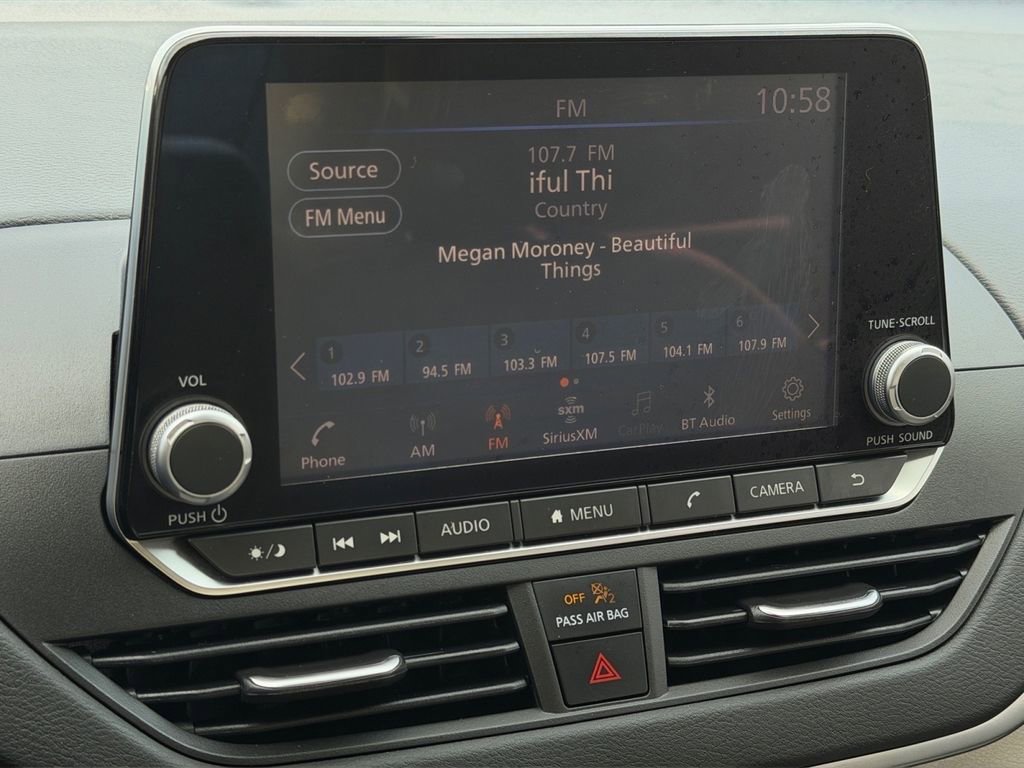 FM
10:58
Source
107.7 FM
iful Thi
Country
FM Menu
Megan Moroney - Beautiful
Things
1
2
3
4
5
6
102.9 FM
94.5 FM
103.3 FM
107.5 FM
104.1 FM
107.9 FM
Phone
AM
FM
sxm
SiriusXM
CarPlay
BT Audio
Settings
VOL
PUSH
TUNE·SCROLL
PUSH SOUND
AUDIO
MENU
CAMERA
OFF 2
PASS AIR BAG